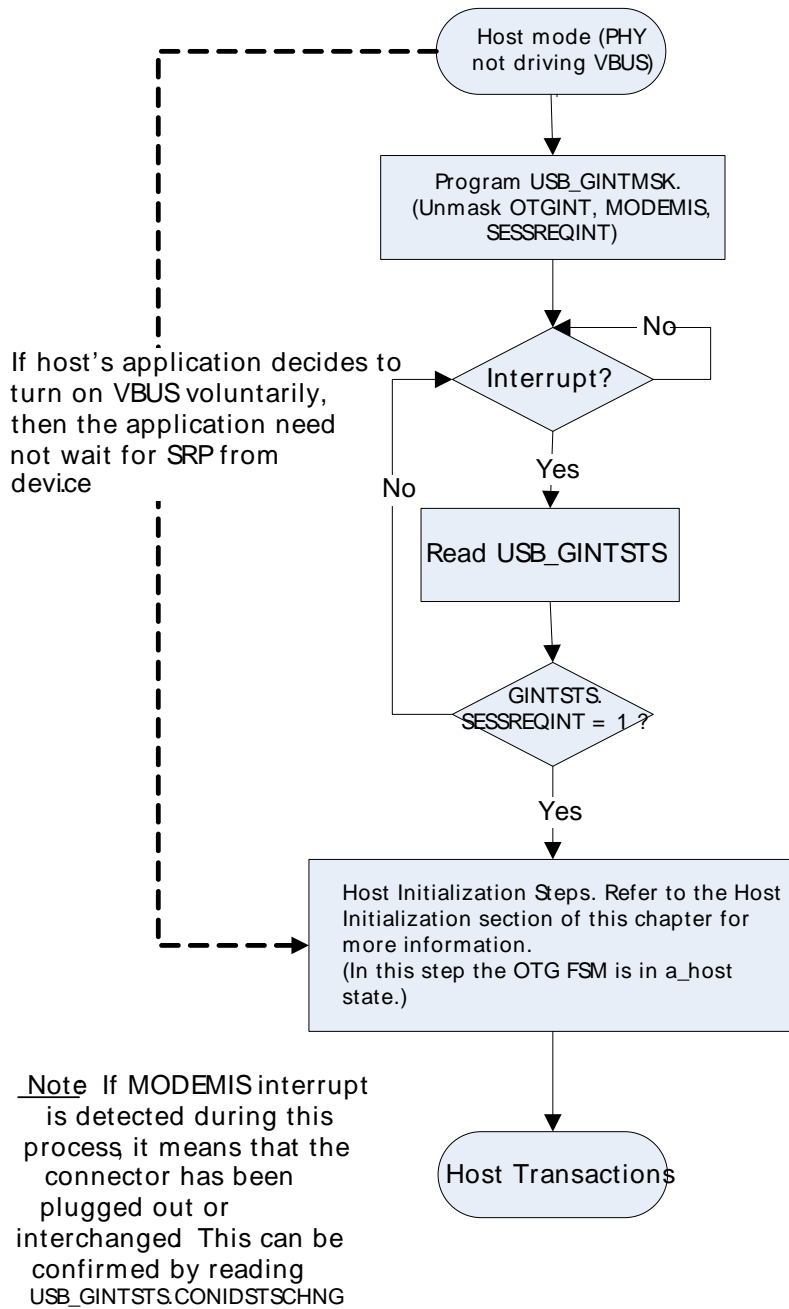 Host mode (PHY
not driving VBUS)
Program USB_GINTMSK.
(Unmask OTGINT, MODEMIS,
SESSREQINT)
No
Interrupt?
If host's application decides to
turn on VBUS voluntarily,
then the application need
not wait for SRP from
device
Yes
No
Read USB_GINTSTS
GINTSTS.
SESSREQINT = 1 ?
Yes
Host Initialization Steps. Refer to the Host
Initialization section of this chapter for
more information.
(In this step the OTG FSM is in a_host
state.)
Note If MODEMIS interrupt
is detected during this
process, it means that the
connector has been
plugged out or
interchanged This can be
confirmed by reading
USB_GINTSTS.CONIDSTSCHNG
Host Transactions